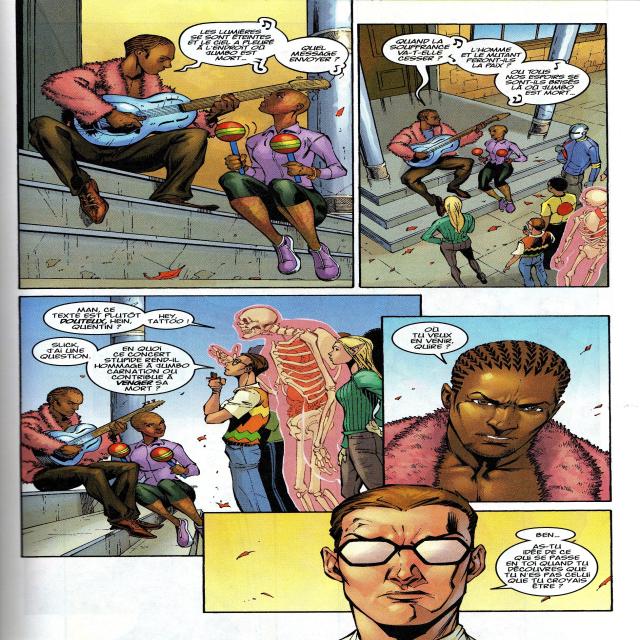 LES LUMIÈRES
SE SONT ÉTEINTES
ET LE CIEL A PLEURÉ
À L'ENDROIT OÙ
JUMBO EST
MORT...
QUEL
MESSAGE
ENVOYER ?
QUAND LA
SOUFFRANCE
VA-T-ELLE
CESSER ?
L'HOMME
ET LE MUTANT
FERONT-ILS
LA PAIX ?
OU TOUS
NOS ESPOIRS SE
SONT-ILS BRISÉS
LÀ OÙ JUMBO
EST MORT...
MAN, CE
TEXTE EST PLUTÔT
DOUTEUX, HEIN,
QUENTIN ?
HEY,
TATTOO !
SLICK,
J'AI UNE
QUESTION.
EN QUOI
CE CONCERT
STUPIDE REND-IL
HOMMAGE À JUMBO
CARNATION OU
CONTRIBUE À
VENGER SA
MORT ?
OÙ
TU VEUX
EN VENIR,
QUIRE ?
BEN...
AS-TU
IDÉE DE CE
QUI SE PASSE
EN TOI QUAND TU
DÉCOUVRES QUE
TU N'ES PAS CELUI
QUE TU CROYAIS
ÊTRE ?